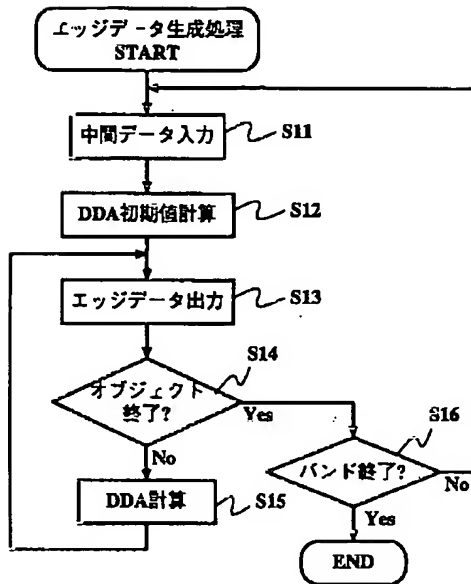 エッジデータ生成処理
START
中間データ入力
S11
DDA初期値計算
S12
エッジデータ出力
S13
S14
オブジェクト
終了?
Yes
S16
No
バンド終了?
No
DDA計算
S15
Yes
END